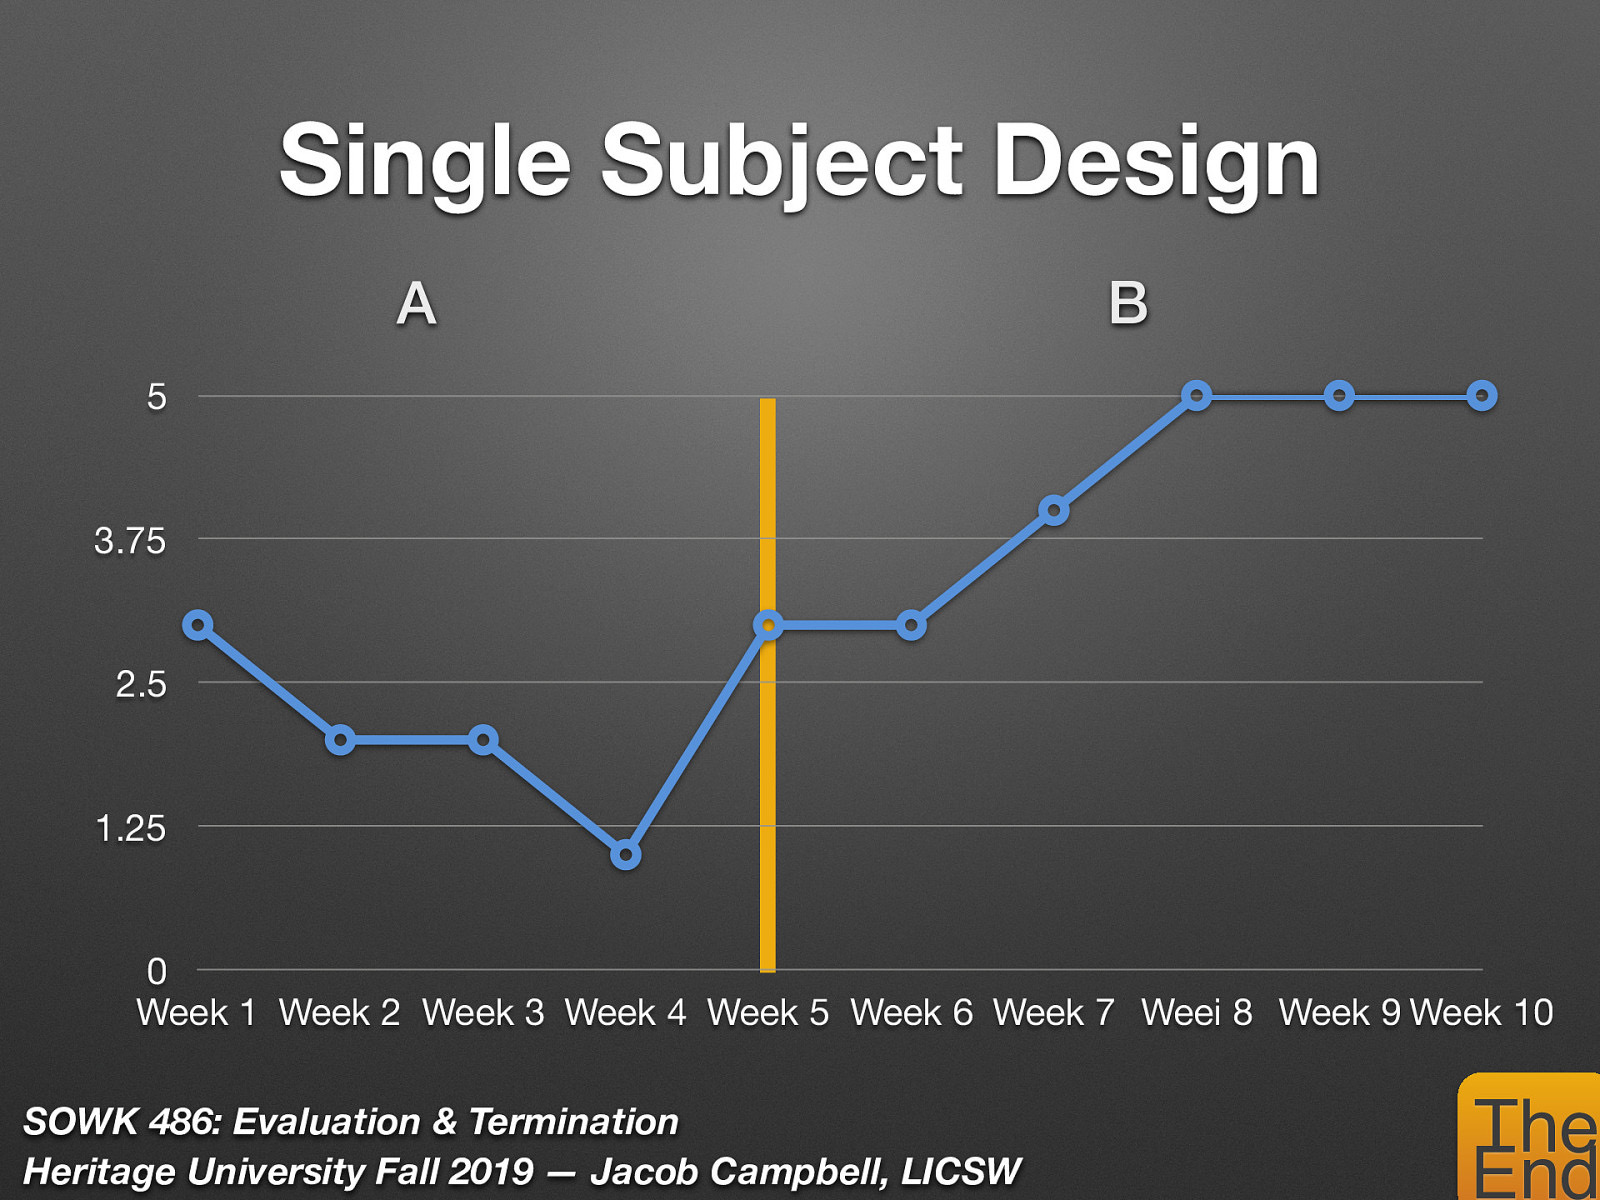 Single Subject Design
A B
5
3.75
2.5
1.25
0
Week 1 Week 2 Week 3 Week 4 Week 5 Week 6 Week 7 Weei 8 Week 9 Week 10
SOWK 486: Evaluation & Termination
Heritage University Fall 2019 — Jacob Campbell, LICSW
The
End